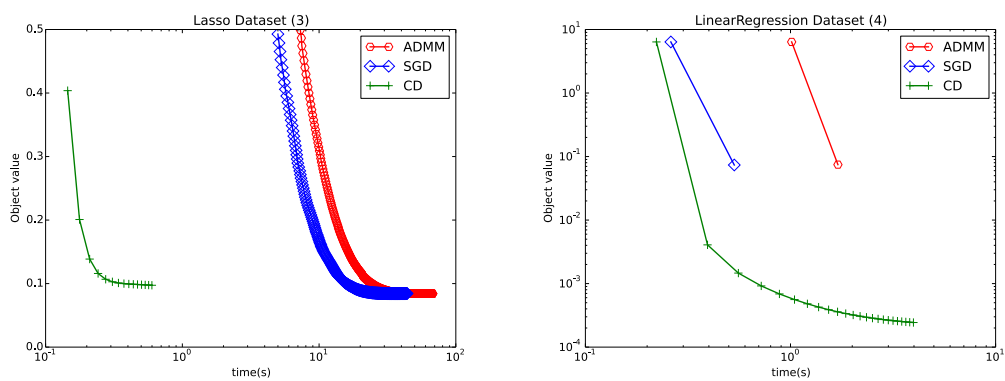 Lasso Dataset (3)
0.5
0.4
0.3
0.2
0.1
0.0
Object value
10^-1
10^0
10^1
10^2
time(s)
ADMM
SGD
CD
LinearRegression Dataset (4)
10^1
10^0
10^-1
10^-2
10^-3
10^-4
Object value
10^-1
10^0
10^1
time(s)
ADMM
SGD
CD